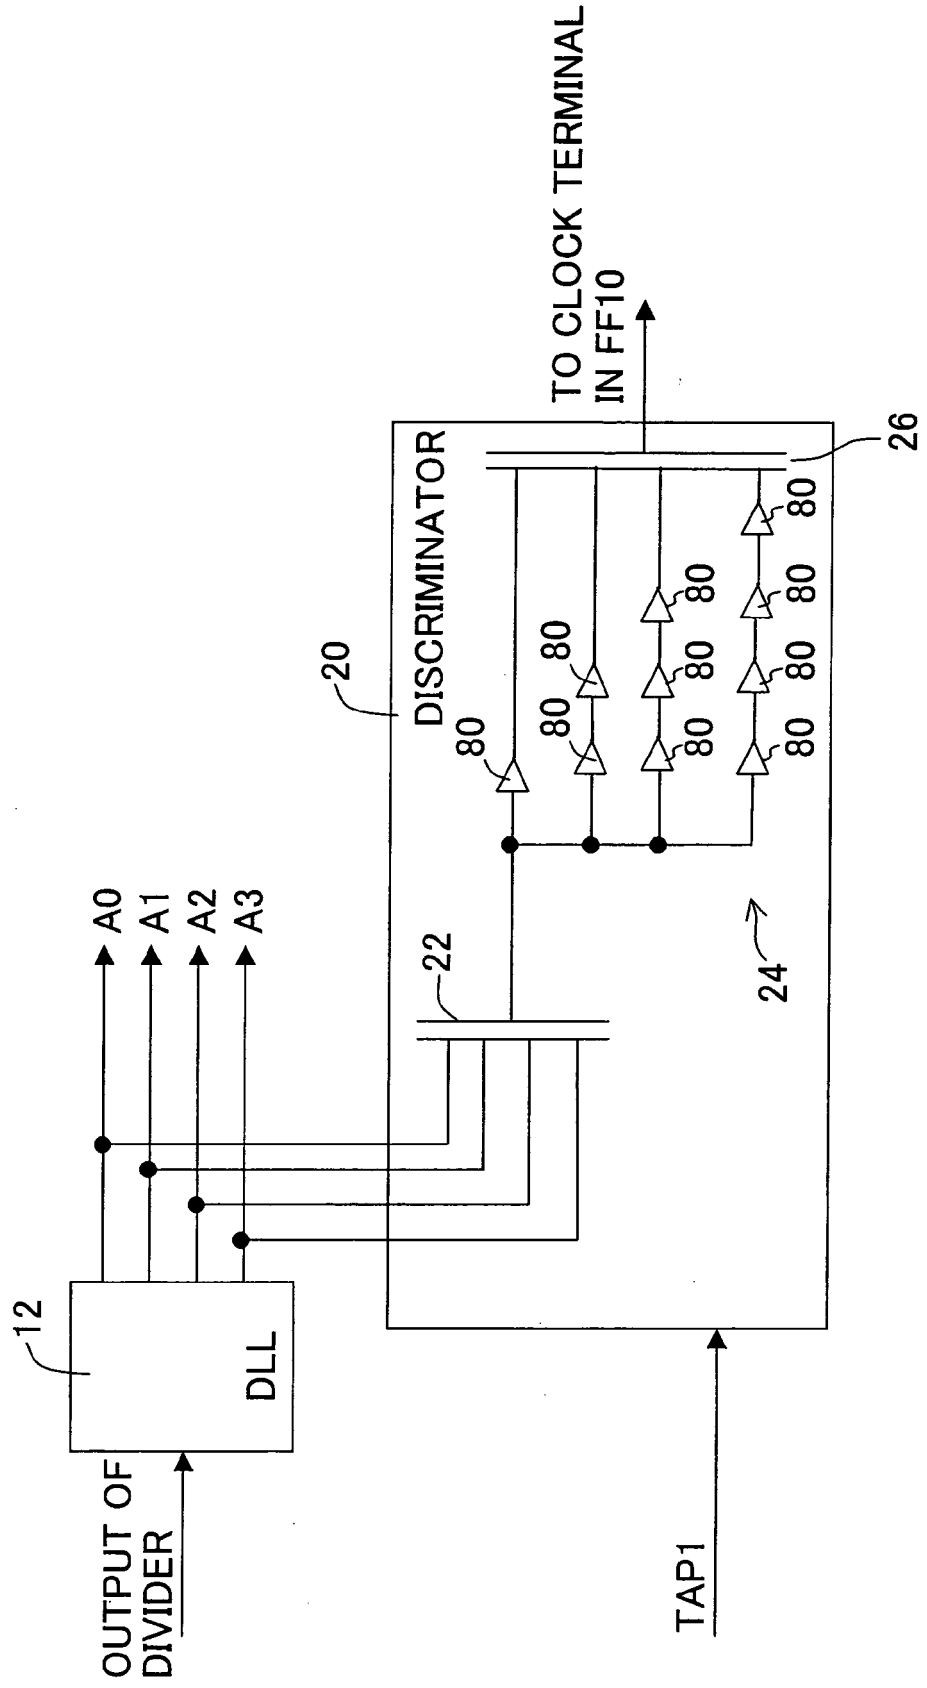 OUTPUT OF
DIVIDER
12
DLL
A0
A1
A2
A3
TAP1
20
DISCRIMINATOR
22
24
80
80
80
80
80
80
80
80
80
80
26
TO CLOCK TERMINAL
IN FF10